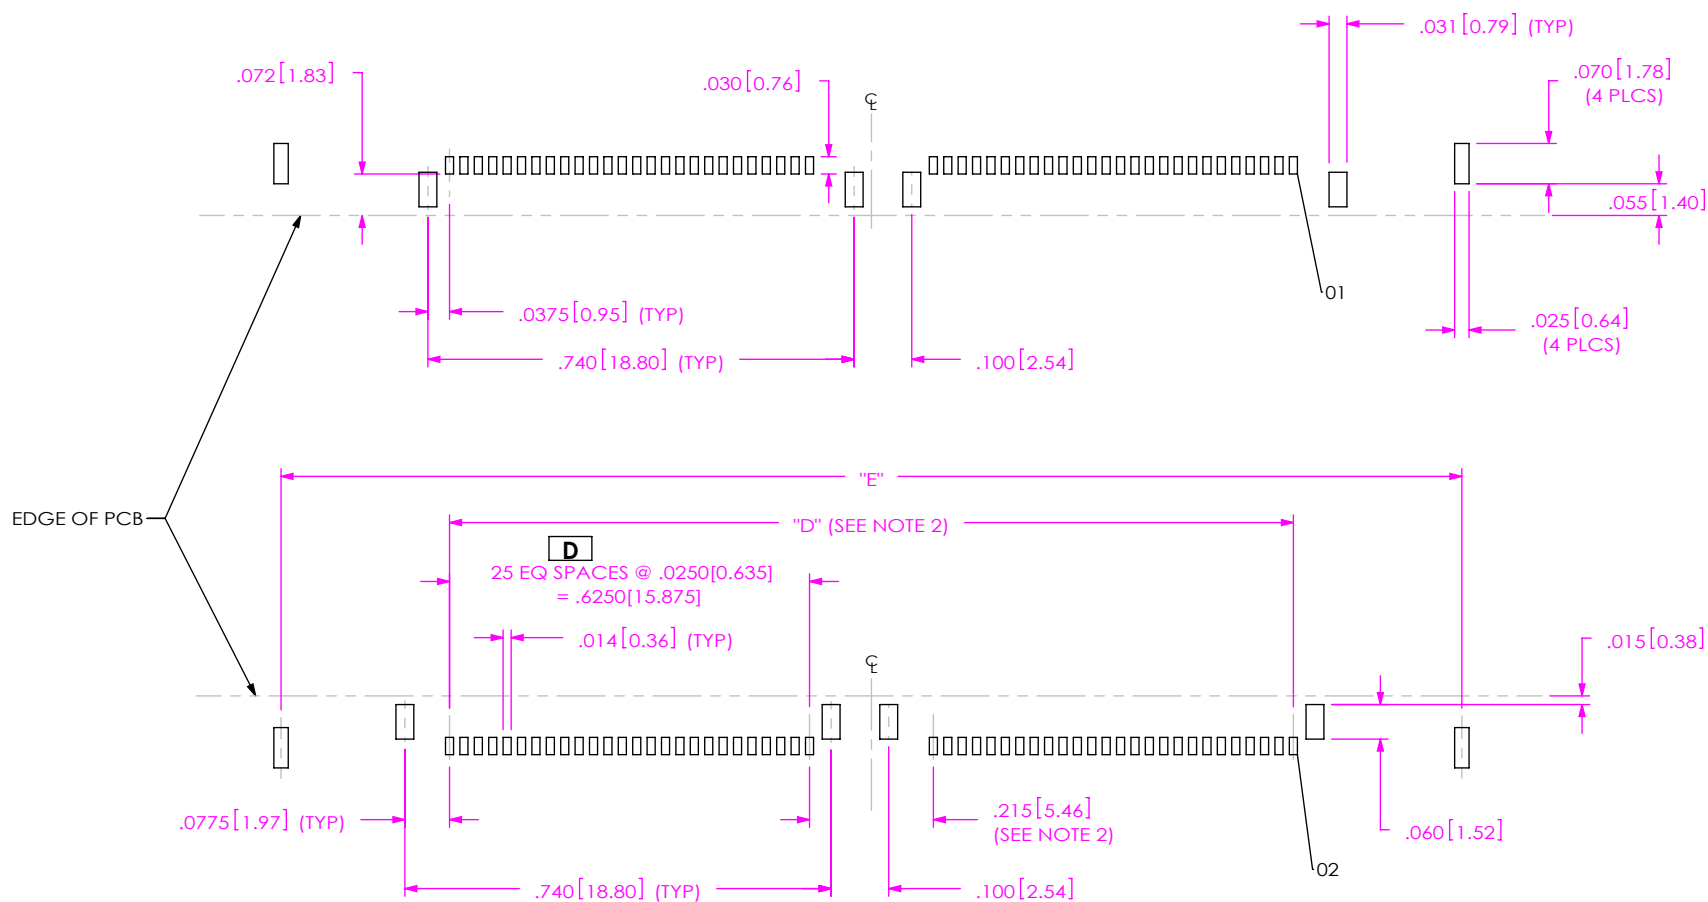 .031[0.79] (TYP)
.072[1.83]
.030[0.76]
.070[1.78]
(4 PLCS)
℄
.055[1.40]
01
.0375[0.95] (TYP)
.025[0.64]
(4 PLCS)
.740[18.80] (TYP)
.100[2.54]
"E"
EDGE OF PCB
"D" (SEE NOTE 2)
D
25 EQ SPACES @ .0250[0.635]
= .6250[15.875]
.014[0.36] (TYP)
.015[0.38]
℄
.0775[1.97] (TYP)
.215[5.46]
(SEE NOTE 2)
.060[1.52]
02
.740[18.80] (TYP)
.100[2.54]